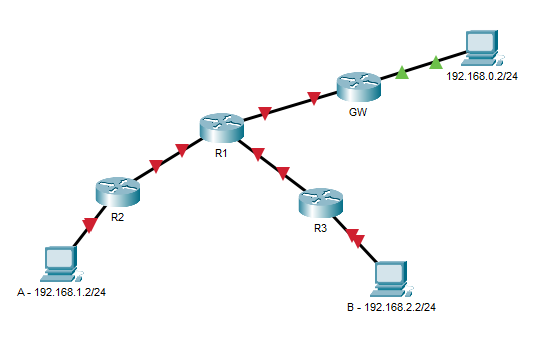 192.168.0.2/24
GW
R1
R2
R3
A - 192.168.1.2/24
B - 192.168.2.2/24